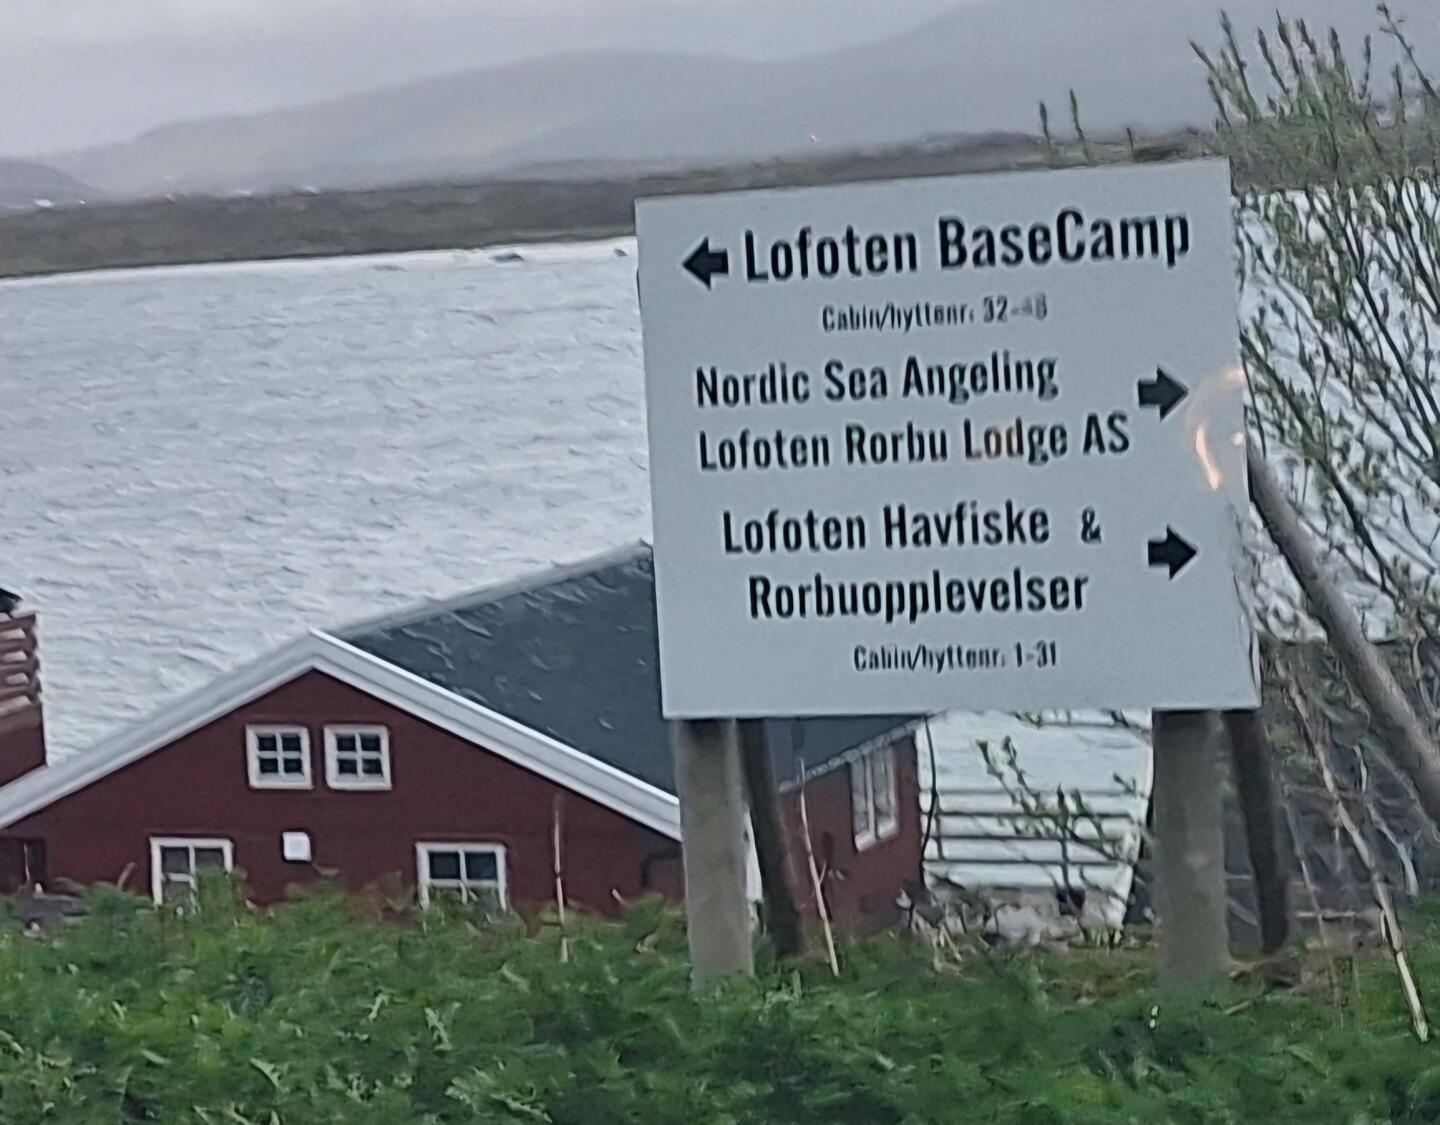 Lofoten BaseCamp
Cabin/hyttenr. 32-48
Nordic Sea Angeling
Lofoten Rorbu Lodge AS
Lofoten Havfiske &
Rorbuopplevelser
Cabin/hyttenr. 1-31